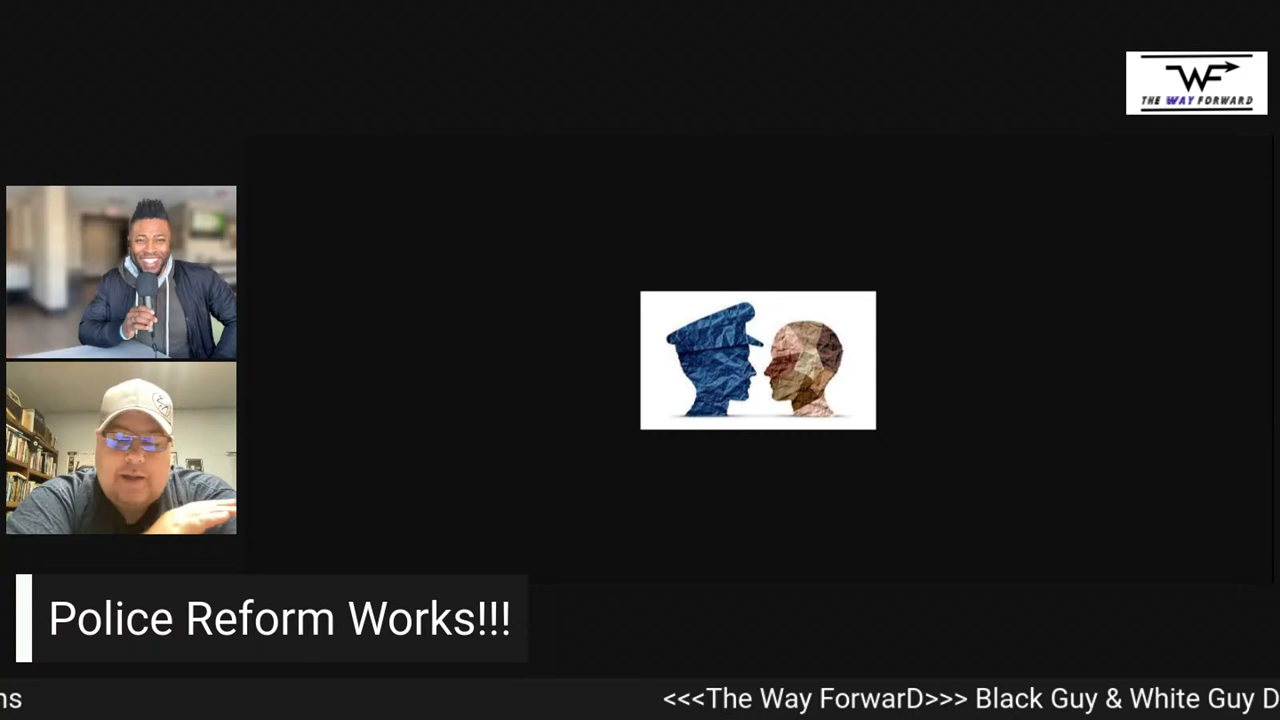 WF
THE WAY FORWARD
Police Reform Works!!!
ns
<<<The Way ForwarD>>> Black Guy & White Guy D